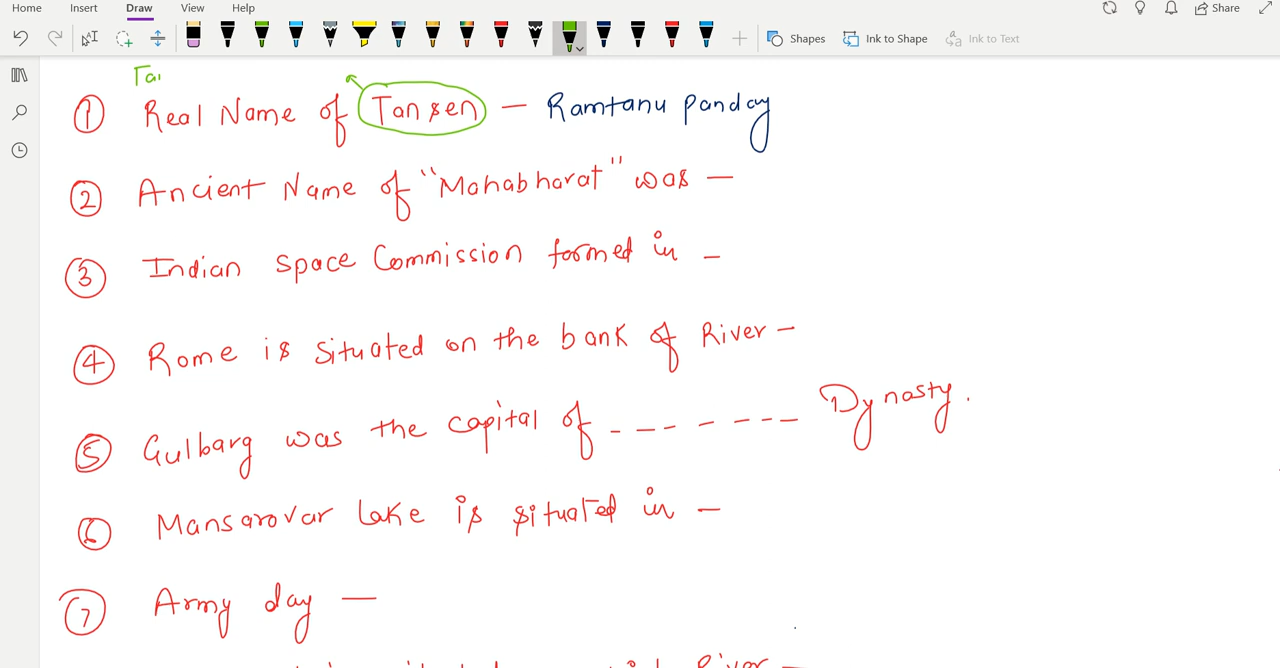 Home Insert Draw View Help Share
Shapes Ink to Shape Ink to Text
Tai
① Real Name of Tansen — Ramtanu Panday
② Ancient Name of "Mahabharat" was —
③ Indian Space Commission formed in -
④ Rome is situated on the bank of River -
⑤ Gulbarg was the capital of -------- Dynasty.
⑥ Mansarovar lake is situated in -
⑦ Army day —
River -